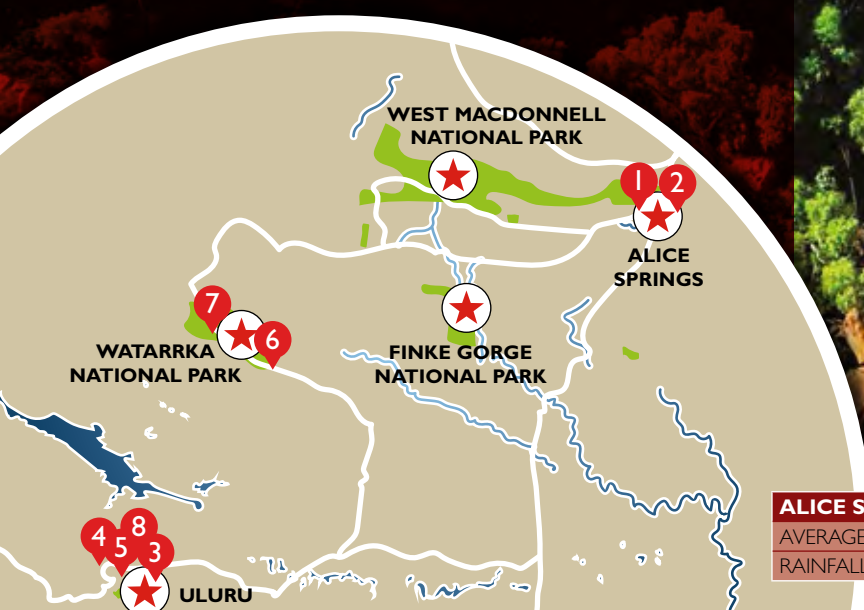 WEST MACDONNELL
NATIONAL PARK
1
2
ALICE
SPRINGS
7
6
WATARRKA
NATIONAL PARK
FINKE GORGE
NATIONAL PARK
8
4
5
3
ULURU
ALICE S
AVERAGE
RAINFALL